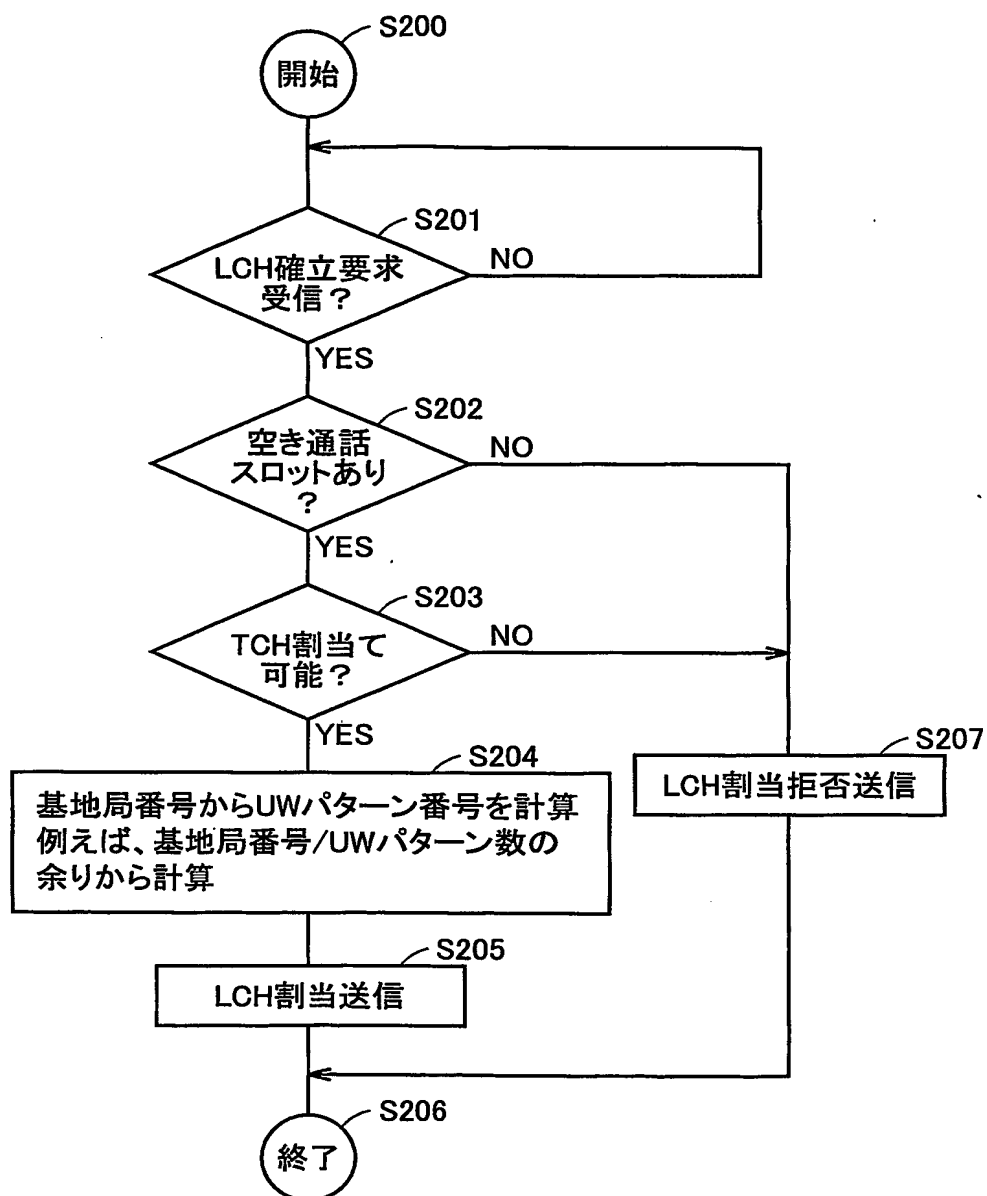 S200
開始
S201
LCH確立要求
受信？
NO
YES
S202
空き通話
スロットあり
？
NO
YES
S203
TCH割当て
可能？
NO
YES
S204
基地局番号からUWパターン番号を計算
例えば、基地局番号/UWパターン数の
余りから計算
S207
LCH割当拒否送信
S205
LCH割当送信
S206
終了